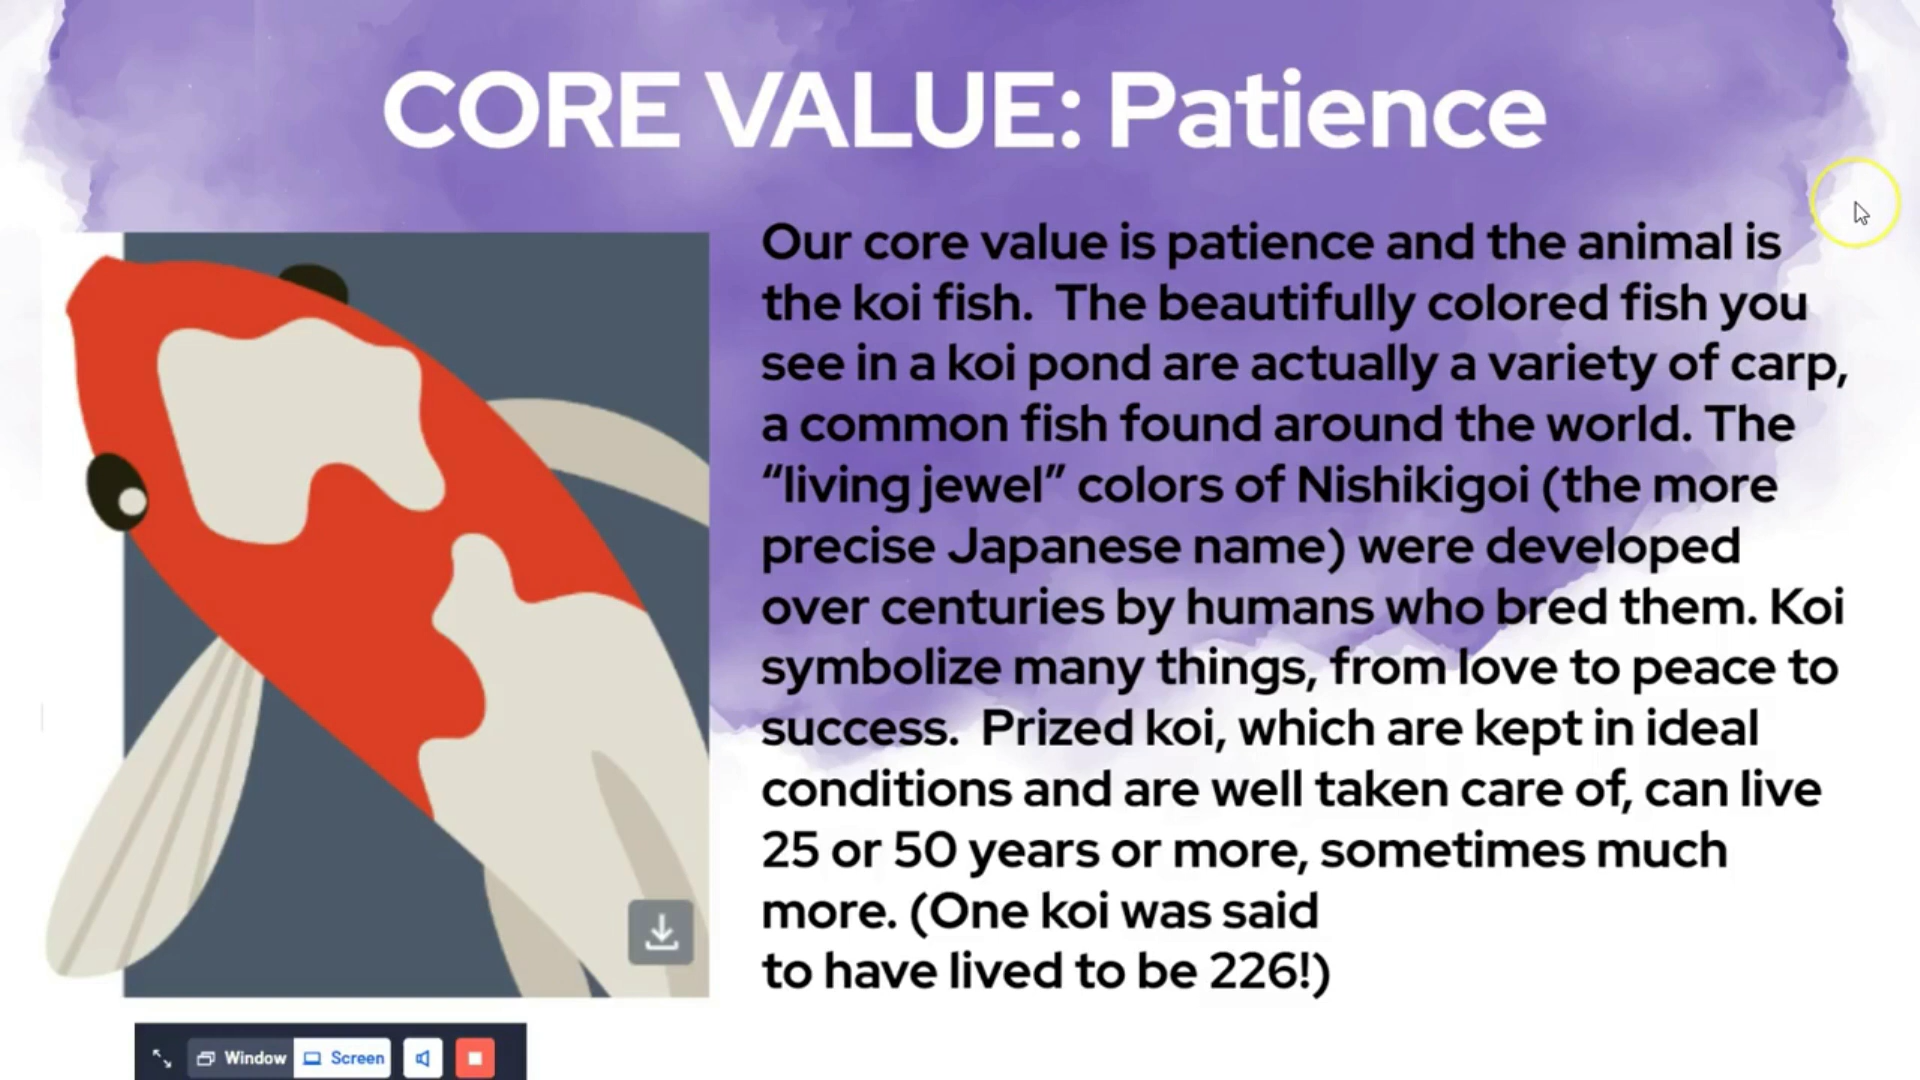 CORE VALUE: Patience
Our core value is patience and the animal is
the koi fish.  The beautifully colored fish you
see in a koi pond are actually a variety of carp,
a common fish found around the world. The
“living jewel” colors of Nishikigoi (the more
precise Japanese name) were developed
over centuries by humans who bred them. Koi
symbolize many things, from love to peace to
success.  Prized koi, which are kept in ideal
conditions and are well taken care of, can live
25 or 50 years or more, sometimes much
more. (One koi was said
to have lived to be 226!)
Window Screen